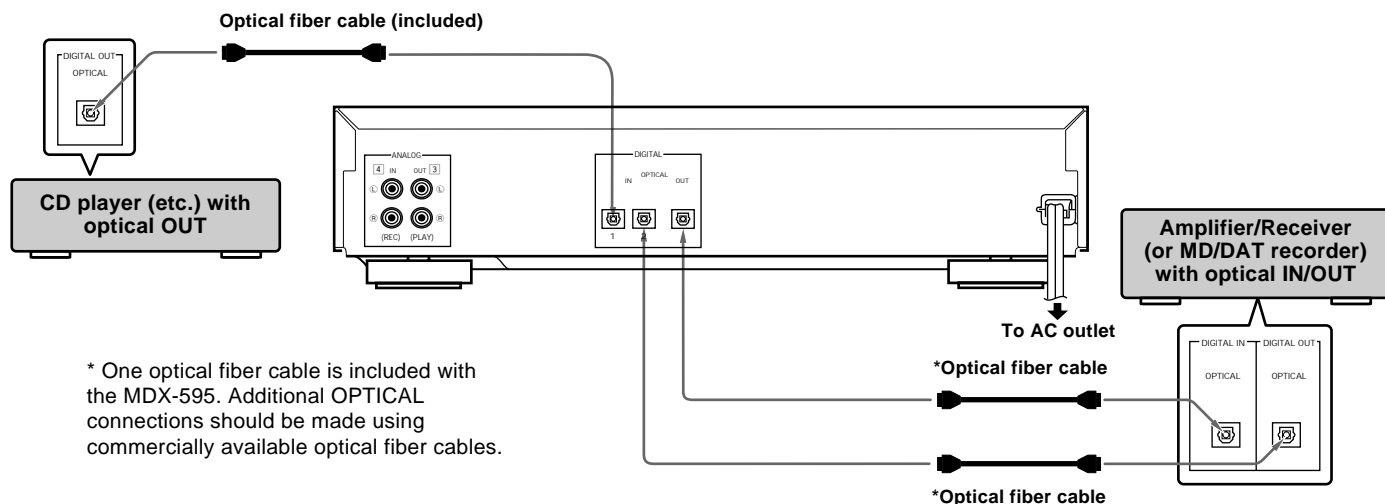 Optical fiber cable (included)
DIGITAL OUT
OPTICAL
CD player (etc.) with
optical OUT
ANALOG
4 IN OUT 3
L L
R R
(REC) (PLAY)
DIGITAL
OPTICAL
IN OUT
1 2
Amplifier/Receiver
(or MD/DAT recorder)
with optical IN/OUT
To AC outlet
DIGITAL IN DIGITAL OUT
OPTICAL OPTICAL
* One optical fiber cable is included with
the MDX-595. Additional OPTICAL
connections should be made using
commercially available optical fiber cables.
*Optical fiber cable
*Optical fiber cable